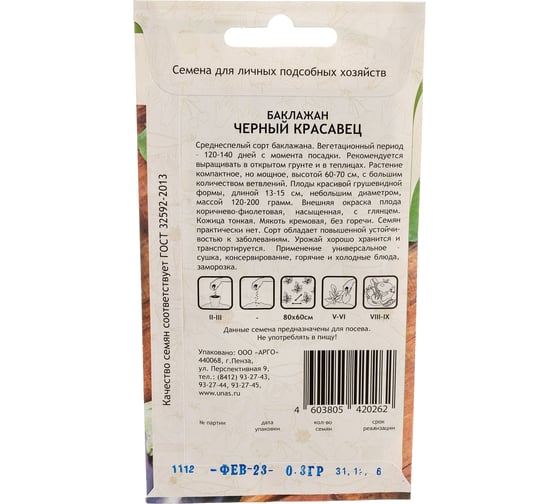 Семена для личных подсобных хозяйств
БАКЛАЖАН
ЧЕРНЫЙ КРАСАВЕЦ
Среднеспелый сорт баклажана. Вегетационный период
– 120-140 дней с момента посадки. Рекомендуется
выращивать в открытом грунте и в теплицах. Растение
компактное, но мощное, высотой 60-70 см, с большим
количеством ветвлений. Плоды красивой грушевидной
формы, длиной 13-15 см, небольшим диаметром,
массой 120-200 грамм. Внешняя окраска плода
коричнево-фиолетовая, насыщенная, с глянцем.
Кожица тонкая. Мякоть кремовая, без горечи. Семян
практически нет. Сорт обладает повышенной устойчи-
востью к заболеваниям. Урожай хорошо хранится и
транспортируется. Применение универсальное -
сушка, консервирование, горячие и холодные блюда,
заморозка.
Качество семян соответствует ГОСТ 32592-2013
II-III - 80х60см V-VI VIII-IX
Данные семена предназначены для посева.
Не употреблять в пищу!
Упаковано: ООО «АРГО»
440068, г.Пенза,
ул. Перспективная 9,
тел.: (8412) 93-27-43,
93-27-44, 93-27-45,
www.unas.ru
4 603805 420262
№ партии дата упаковки кол-во семян срок реализации
1112 -ФЕВ-23- 0.3ГР 31.12. 6